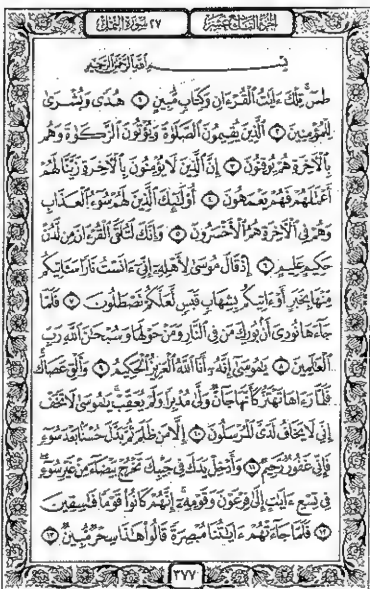 الجزء التاسع عشر ٢٧ سورة النمل
بِسْمِ اللَّهِ الرَّحْمَٰنِ الرَّحِيمِ
طسٓ ۚ تِلْكَ ءَايَٰتُ ٱلْقُرْءَانِ وَكِتَابٍ مُّبِينٍ ١ هُدًى وَبُشْرَىٰ
لِلْمُؤْمِنِينَ ٢ ٱلَّذِينَ يُقِيمُونَ ٱلصَّلَوٰةَ وَيُؤْتُونَ ٱلزَّكَوٰةَ وَهُم
بِٱلْءَاخِرَةِ هُمْ يُوقِنُونَ ٣ إِنَّ ٱلَّذِينَ لَا يُؤْمِنُونَ بِٱلْءَاخِرَةِ زَيَّنَّا لَهُمْ
أَعْمَٰلَهُمْ فَهُمْ يَعْمَهُونَ ٤ أُو۟لَٰٓئِكَ ٱلَّذِينَ لَهُمْ سُوٓءُ ٱلْعَذَابِ
وَهُمْ فِى ٱلْءَاخِرَةِ هُمُ ٱلْأَخْسَرُونَ ٥ وَإِنَّكَ لَتُلَقَّى ٱلْقُرْءَانَ مِن لَّدُنْ
حَكِيمٍ عَلِيمٍ ٦ إِذْ قَالَ مُوسَىٰ لِأَهْلِهِۦٓ إِنِّىٓ ءَانَسْتُ نَارًا سَـَٔاتِيكُم
مِّنْهَا بِخَبَرٍ أَوْ ءَاتِيكُم بِشِهَابٍ قَبَسٍ لَّعَلَّكُمْ تَصْطَلُونَ ٧ فَلَمَّا
جَآءَهَا نُودِىَ أَنۢ بُورِكَ مَن فِى ٱلنَّارِ وَمَنْ حَوْلَهَا وَسُبْحَٰنَ ٱللَّهِ رَبِّ
ٱلْعَٰلَمِينَ ٨ يَٰمُوسَىٰٓ إِنَّهُۥٓ أَنَا ٱللَّهُ ٱلْعَزِيزُ ٱلْحَكِيمُ ٩ وَأَلْقِ عَصَاكَ ۚ
فَلَمَّا رَءَاهَا تَهْتَزُّ كَأَنَّهَا جَآنٌّ وَلَّىٰ مُدْبِرًا وَلَمْ يُعَقِّبْ ۚ يَٰمُوسَىٰ لَا تَخَفْ
إِنِّى لَا يَخَافُ لَدَىَّ ٱلْمُرْسَلُونَ ١٠ إِلَّا مَن ظَلَمَ ثُمَّ بَدَّلَ حُسْنًۢا بَعْدَ سُوٓءٍ
فَإِنِّى غَفُورٌ رَّحِيمٌ ١١ وَأَدْخِلْ يَدَكَ فِى جَيْبِكَ تَخْرُجْ بَيْضَآءَ مِنْ غَيْرِ سُوٓءٍ ۖ
فِى تِسْعِ ءَايَٰتٍ إِلَىٰ فِرْعَوْنَ وَقَوْمِهِۦٓ ۚ إِنَّهُمْ كَانُوا۟ قَوْمًا فَٰسِقِينَ
١٢ فَلَمَّا جَآءَتْهُمْ ءَايَٰتُنَا مُبْصِرَةً قَالُوا۟ هَٰذَا سِحْرٌ مُّبِينٌ ١٣
٣٧٧